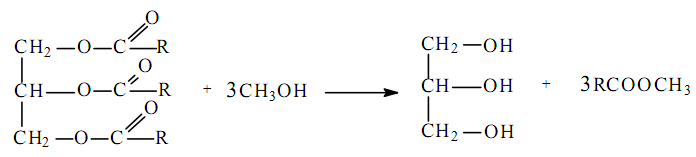 O
CH2—O—C—R
O
CH—O—C—R + 3CH3OH
O
CH2—O—C—R
CH2—OH
CH—OH + 3RCOOCH3
CH2—OH